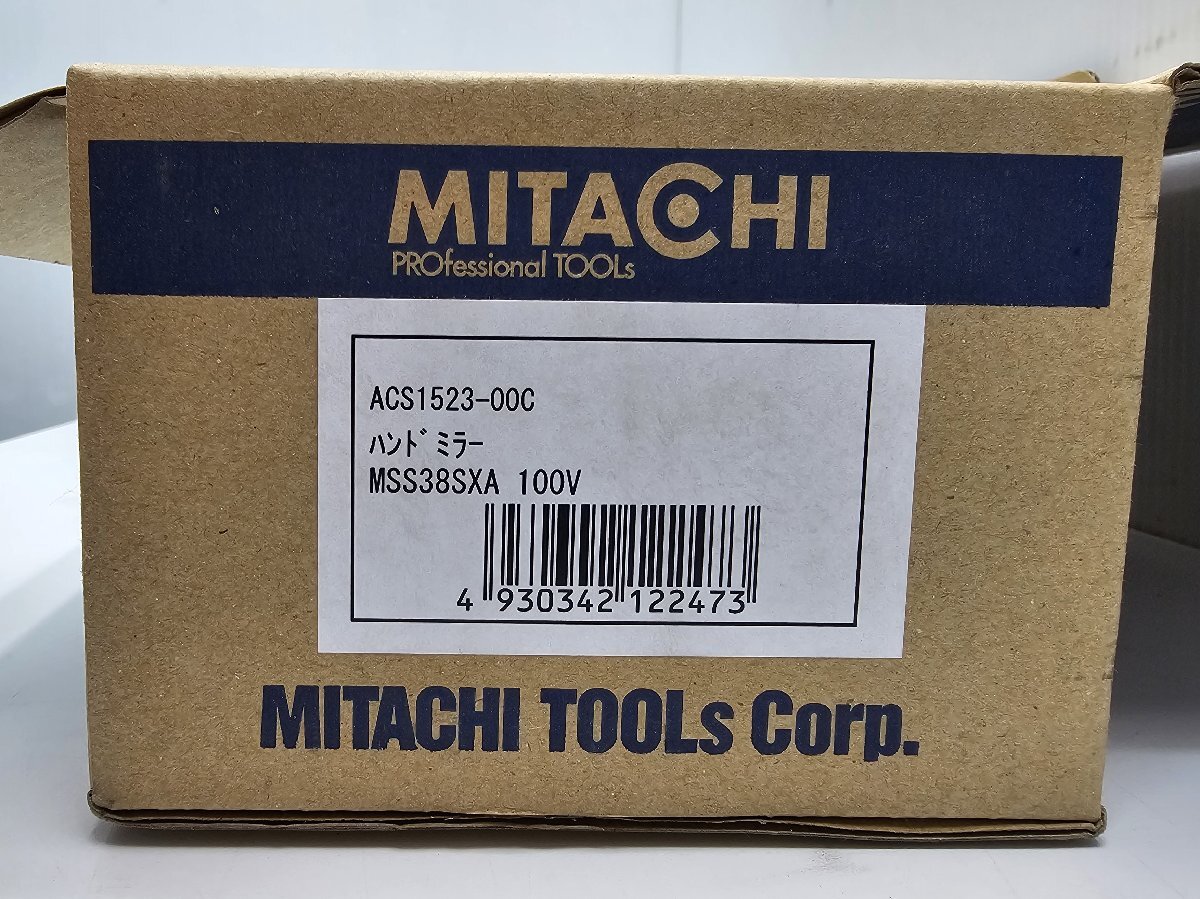 MITACHI
PROfessional TOOLs
ACS1523-00C
ﾊﾝﾄﾞﾐﾗｰ
MSS38SXA 100V
4 930342 122473
MITACHI TOOLs Corp.